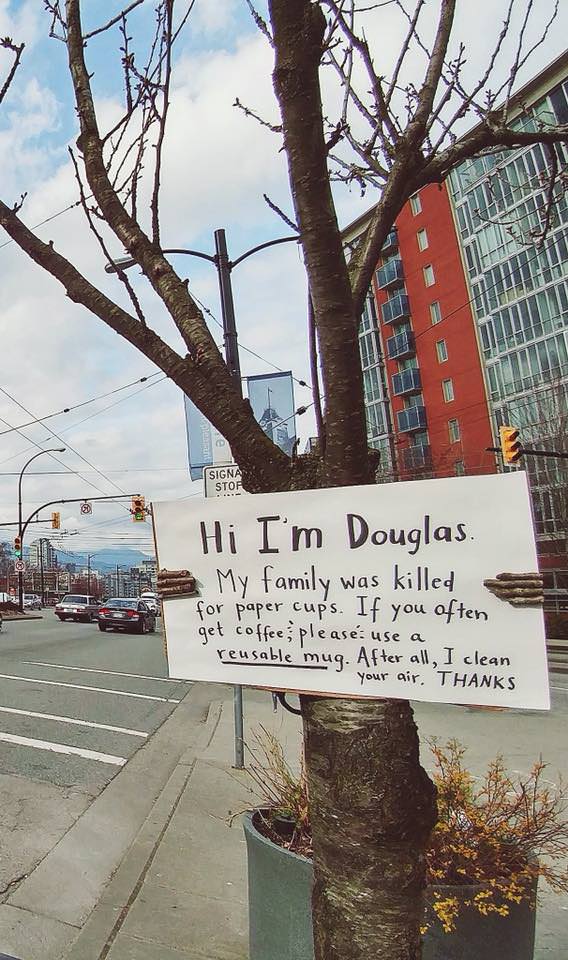 SIGNAL
STOP
LINE
Hi I'm Douglas.
My family was killed
for paper cups. If you often
get coffee; please: use a
reusable mug. After all, I clean
your air. THANKS